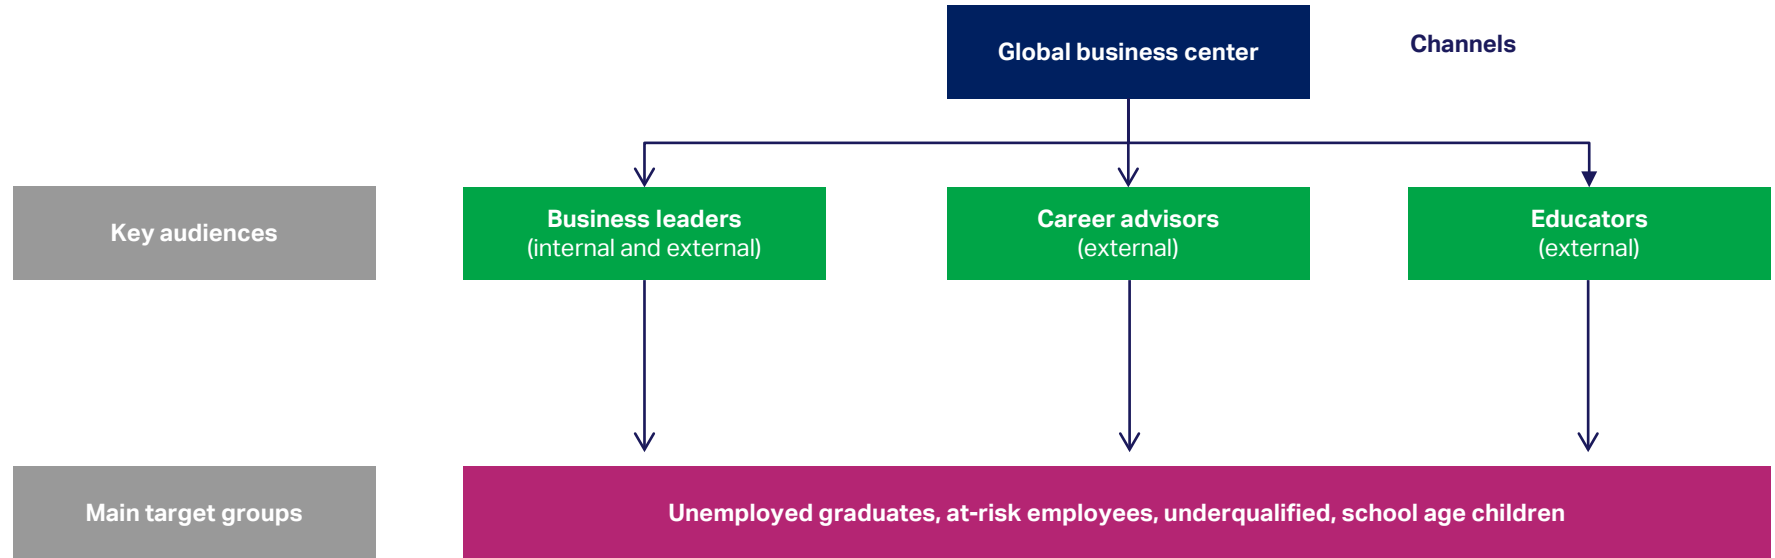 Global business center
Channels
Key audiences
Business leaders
(internal and external)
Career advisors
(external)
Educators
(external)
Main target groups
Unemployed graduates, at-risk employees, underqualified, school age children